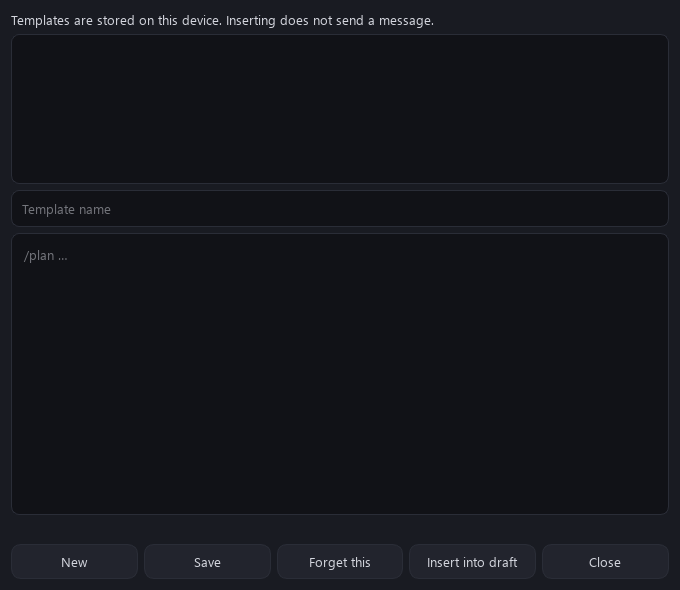 Templates are stored on this device. Inserting does not send a message.
Template name
/plan ...
New
Save
Forget this
Insert into draft
Close